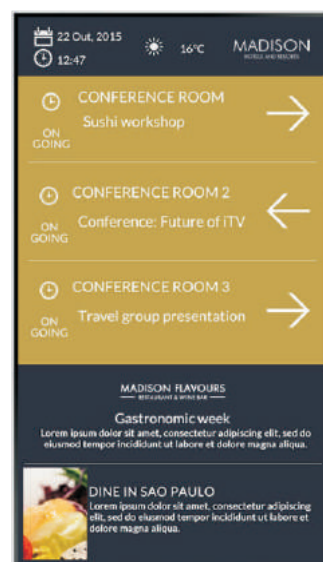 22 Out, 2015
12:47
16ºC
MADISON
HOTELS AND RESORTS
CONFERENCE ROOM
Sushi workshop
ON
GOING
CONFERENCE ROOM 2
Conference: Future of iTV
ON
GOING
CONFERENCE ROOM 3
Travel group presentation
ON
GOING
MADISON FLAVOURS
RESTAURANT & WINE BAR
Gastronomic week
Lorem ipsum dolor sit amet, consectetur adipiscing elit, sed do
eiusmod tempor incididunt ut labore et dolore magna aliqua.
DINE IN SAO PAULO
Lorem ipsum dolor sit amet, consectetur adipiscing
elit, sed do eiusmod tempor incididunt ut labore et
dolore magna aliqua.